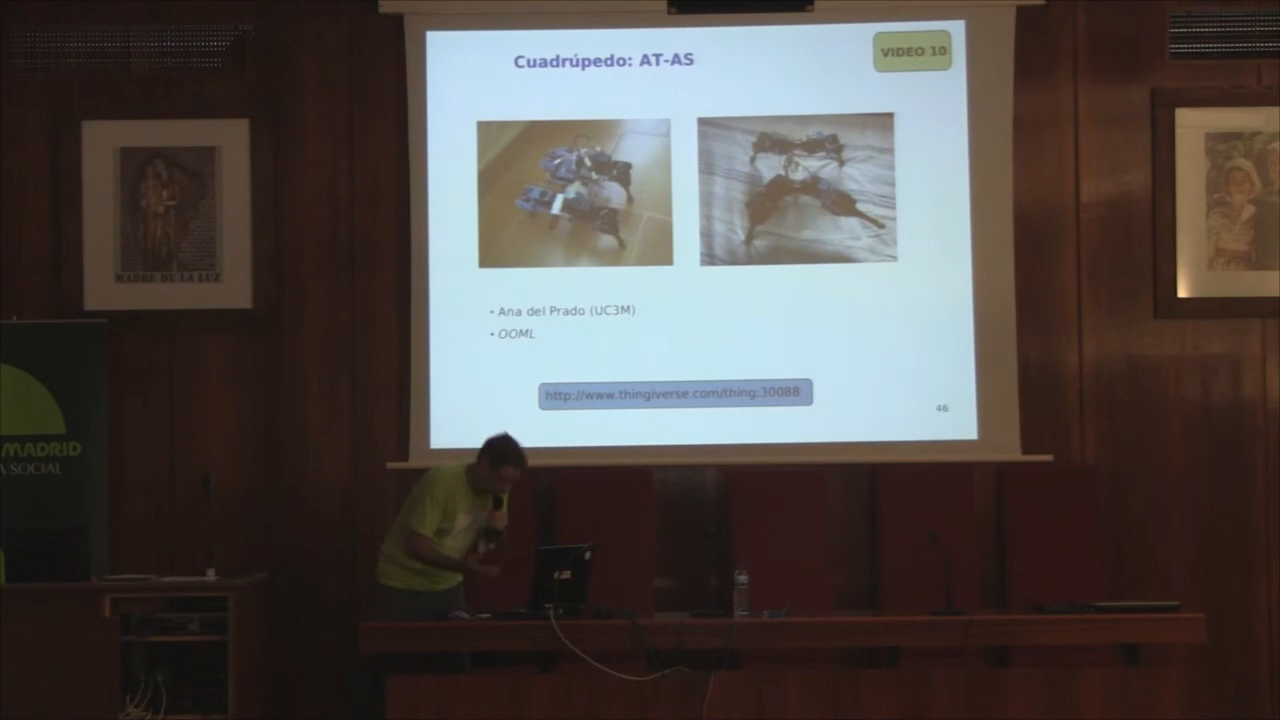 Cuadrúpedo: AT-AS
VIDEO 10
• Ana del Prado (UC3M)
• OOML
http://www.thingiverse.com/thing:30088
46
MADRE DE LA LUZ
MADRID
A SOCIAL